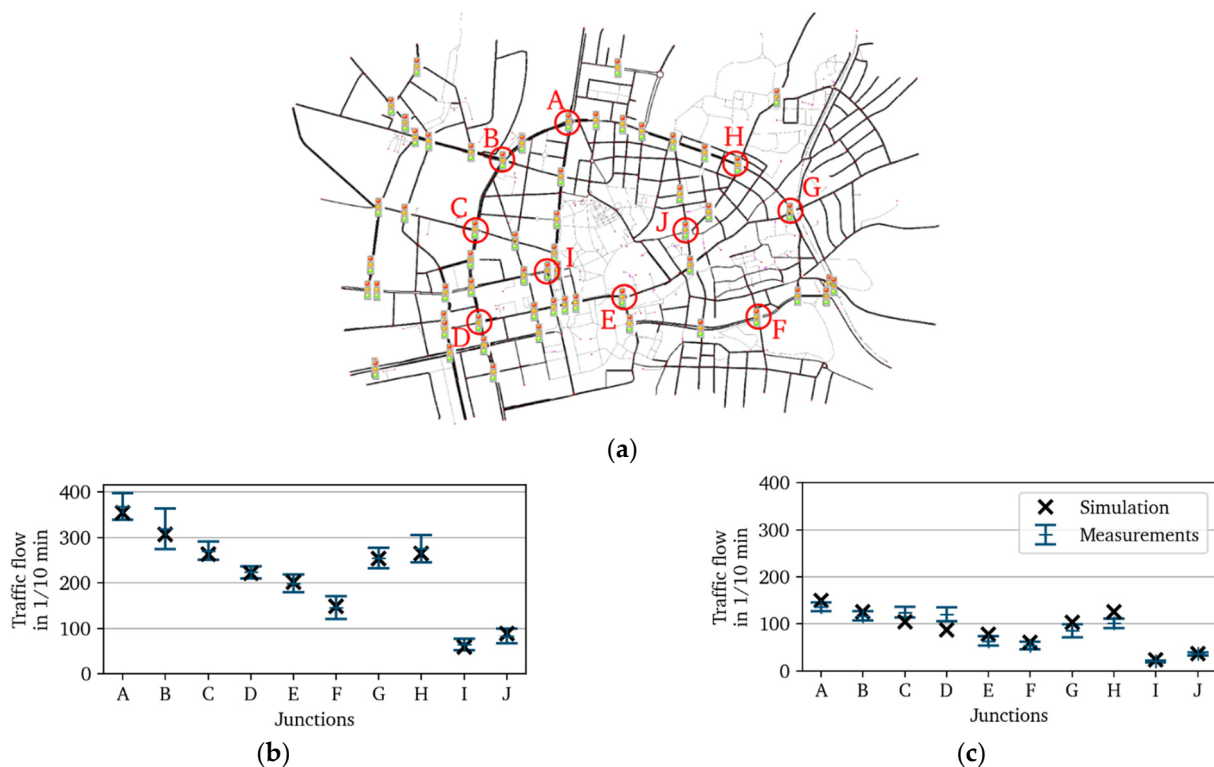 A
B
H
G
C
J
I
E
F
D
(a)
400
300
200
100
0
Traffic flow
in 1/10 min
A B C D E F G H I J
Junctions
(b)
400
300
200
100
0
Traffic flow
in 1/10 min
Simulation
Measurements
A B C D E F G H I J
Junctions
(c)